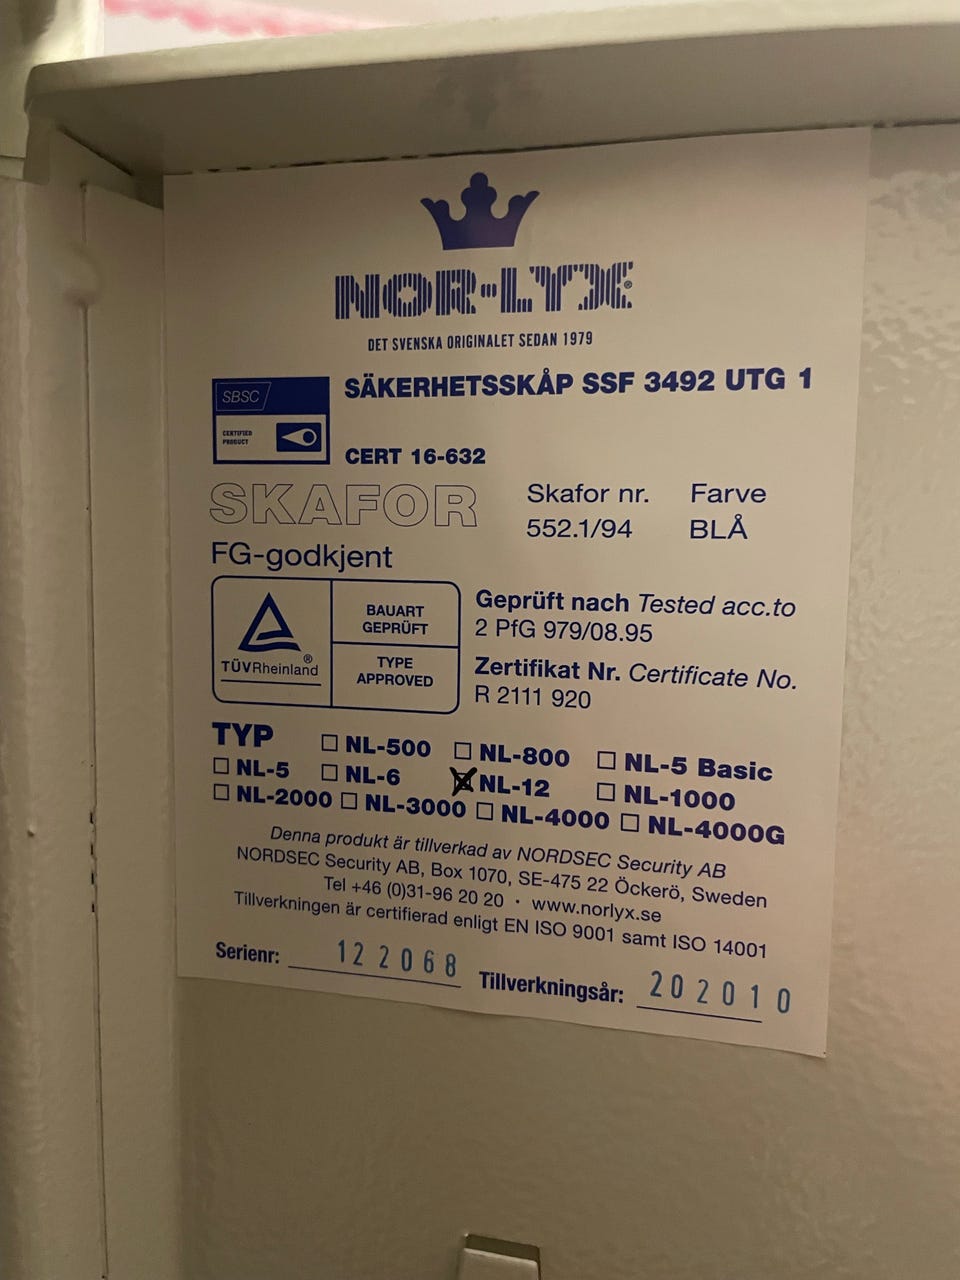 NOR-LYX®
DET SVENSKA ORIGINALET SEDAN 1979
SBSC
CERTIFIED
PRODUCT
SÄKERHETSSKÅP SSF 3492 UTG 1
CERT 16-632
SKAFOR
Skafor nr. Farve
552.1/94 BLÅ
FG-godkjent
TÜVRheinland®
BAUART
GEPRÜFT
TYPE
APPROVED
Geprüft nach Tested acc.to
2 PfG 979/08.95
Zertifikat Nr. Certificate No.
R 2111 920
TYP NL-500 NL-800 NL-5 Basic
NL-5 NL-6 NL-12 NL-1000
NL-2000 NL-3000 NL-4000 NL-4000G
Denna produkt är tillverkad av NORDSEC Security AB
NORDSEC Security AB, Box 1070, SE-475 22 Öckerö, Sweden
Tel +46 (0)31-96 20 20 · www.norlyx.se
Tillverkningen är certifierad enligt EN ISO 9001 samt ISO 14001
Serienr: 122068 Tillverkningsår: 202010